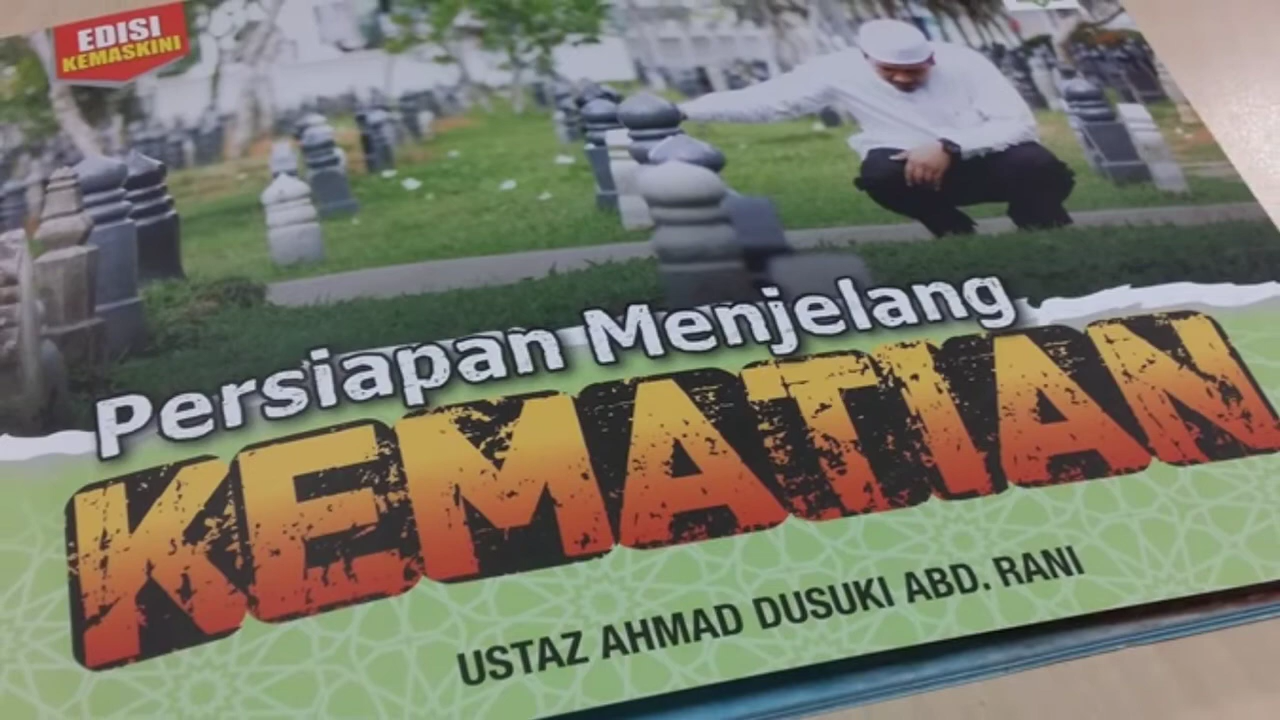 EDISI
KEMASKINI
Persiapan Menjelang
KEMATIAN
USTAZ AHMAD DUSUKI ABD. RANI